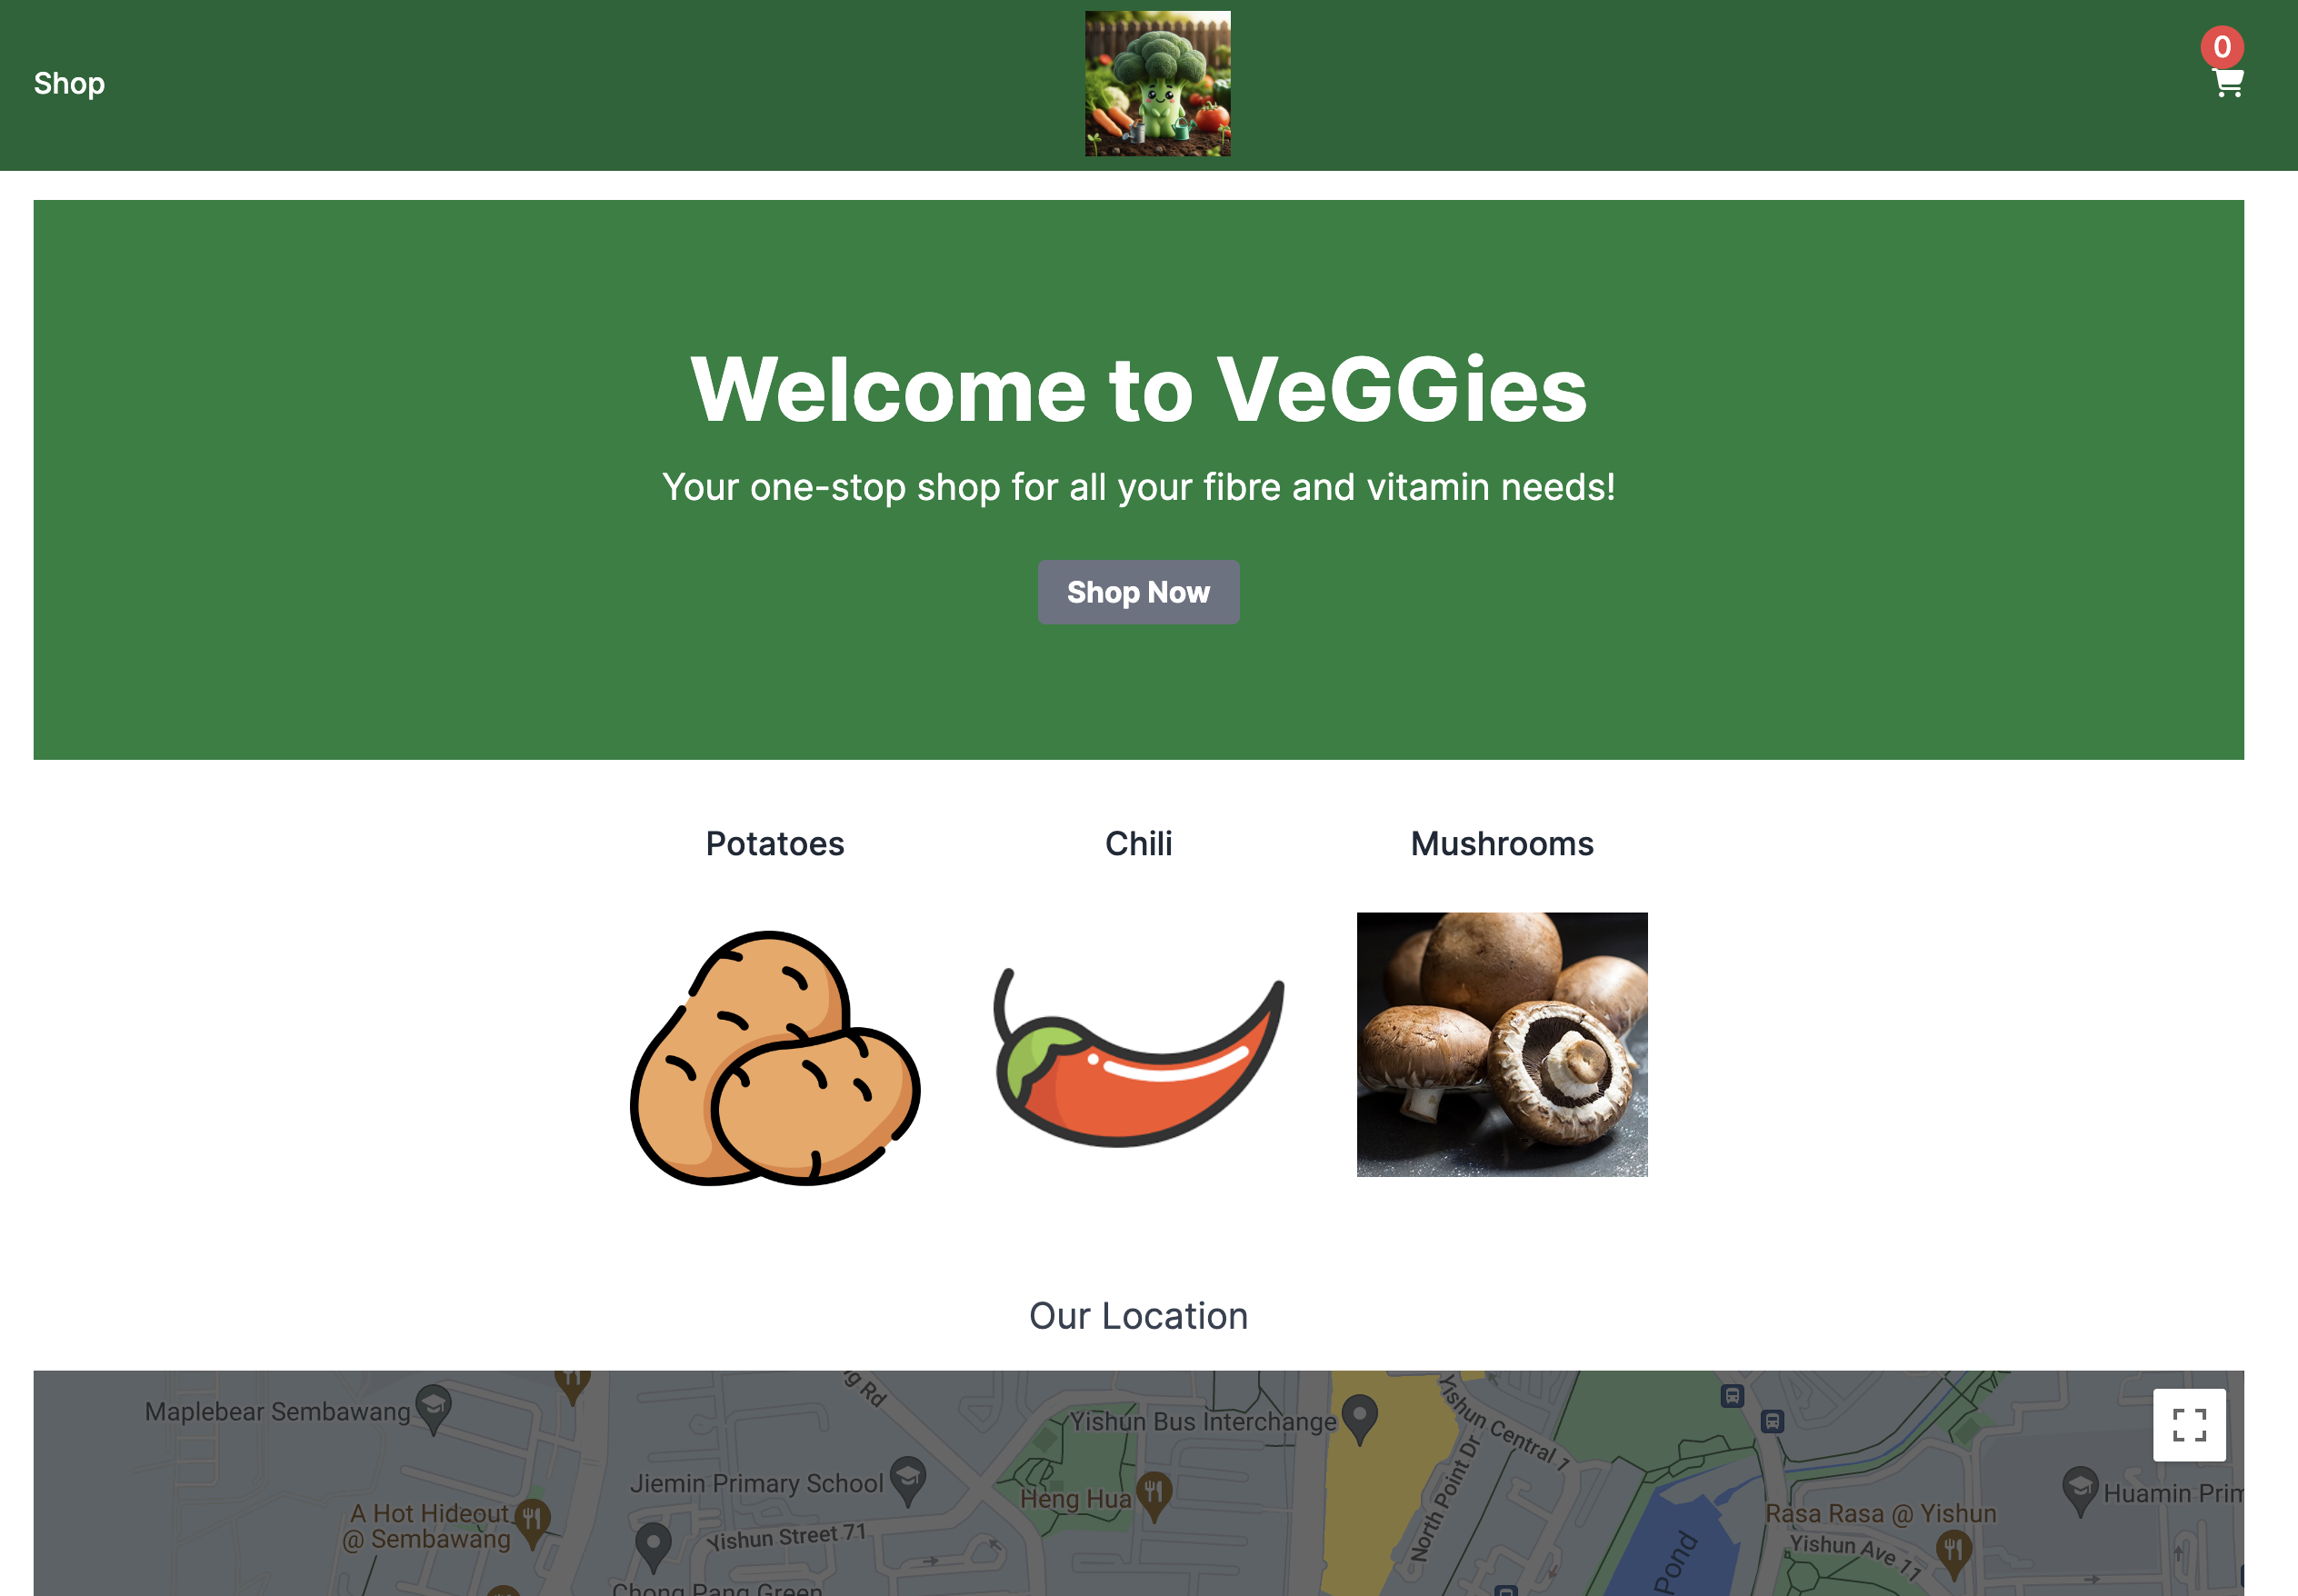 Shop
0
Welcome to VeGGies
Your one-stop shop for all your fibre and vitamin needs!
Shop Now
Potatoes
Chili
Mushrooms
Our Location
ng Rd
Maplebear Sembawang
Yishun Bus Interchange
Yishun Central 1
North Point Dr
Jiemin Primary School
Heng Hua
Huamin Prim
A Hot Hideout
@ Sembawang
Rasa Rasa @ Yishun
Yishun Street 71
Yishun Ave 11
Pond
Chong Pang Green